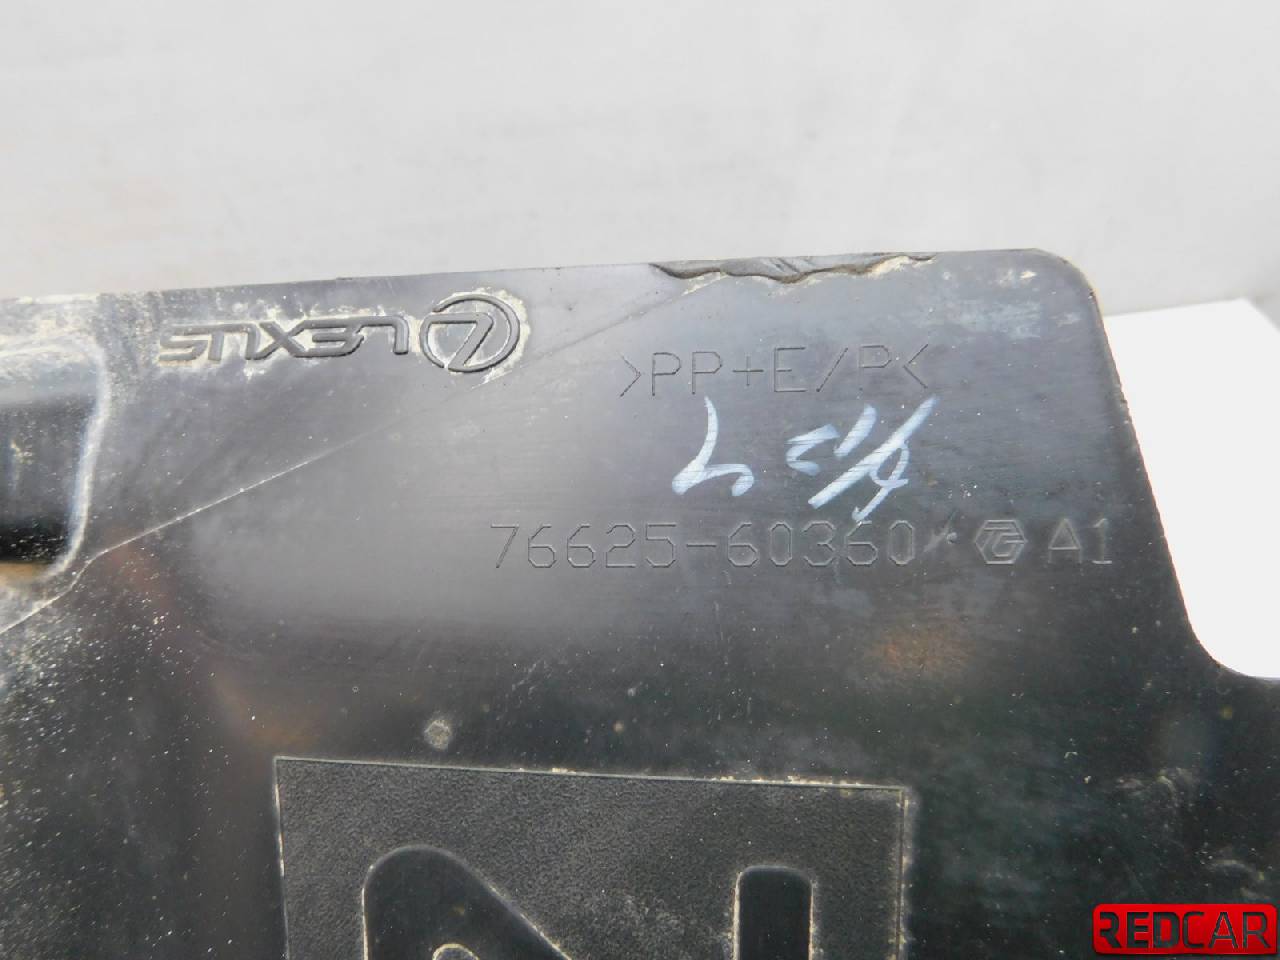 LEXUS
>PP+E/P<
76625-60360 A1
REDCAR